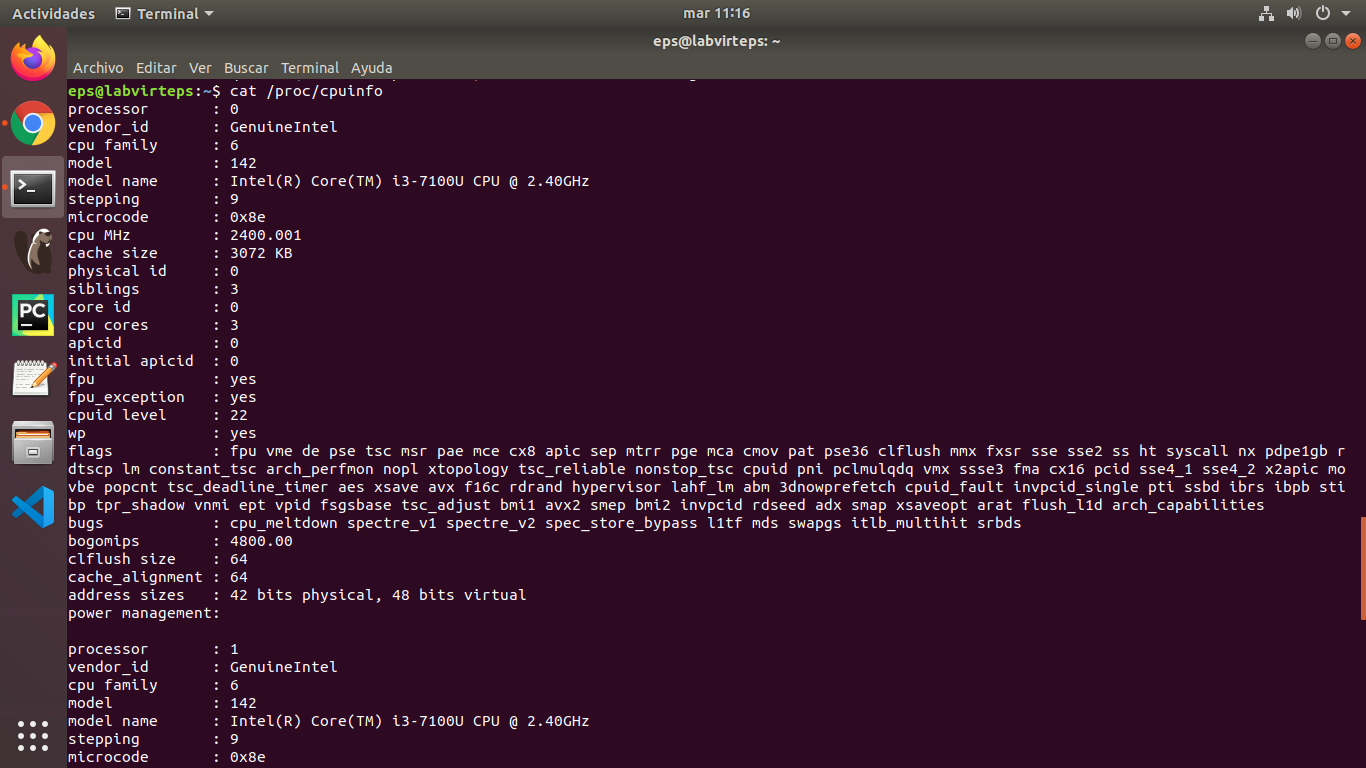 Actividades Terminal mar 11:16
eps@labvirteps: ~
Archivo Editar Ver Buscar Terminal Ayuda
eps@labvirteps:~$ cat /proc/cpuinfo
processor : 0
vendor_id : GenuineIntel
cpu family : 6
model : 142
model name : Intel(R) Core(TM) i3-7100U CPU @ 2.40GHz
stepping : 9
microcode : 0x8e
cpu MHz : 2400.001
cache size : 3072 KB
physical id : 0
siblings : 3
core id : 0
cpu cores : 3
apicid : 0
initial apicid : 0
fpu : yes
fpu_exception : yes
cpuid level : 22
wp : yes
flags : fpu vme de pse tsc msr pae mce cx8 apic sep mtrr pge mca cmov pat pse36 clflush mmx fxsr sse sse2 ss ht syscall nx pdpe1gb r
dtscp lm constant_tsc arch_perfmon nopl xtopology tsc_reliable nonstop_tsc cpuid pni pclmulqdq vmx ssse3 fma cx16 pcid sse4_1 sse4_2 x2apic mo
vbe popcnt tsc_deadline_timer aes xsave avx f16c rdrand hypervisor lahf_lm abm 3dnowprefetch cpuid_fault invpcid_single pti ssbd ibrs ibpb sti
bp tpr_shadow vnmi ept vpid fsgsbase tsc_adjust bmi1 avx2 smep bmi2 invpcid rdseed adx smap xsaveopt arat flush_l1d arch_capabilities
bugs : cpu_meltdown spectre_v1 spectre_v2 spec_store_bypass l1tf mds swapgs itlb_multihit srbds
bogomips : 4800.00
clflush size : 64
cache_alignment : 64
address sizes : 42 bits physical, 48 bits virtual
power management:
processor : 1
vendor_id : GenuineIntel
cpu family : 6
model : 142
model name : Intel(R) Core(TM) i3-7100U CPU @ 2.40GHz
stepping : 9
microcode : 0x8e
PC